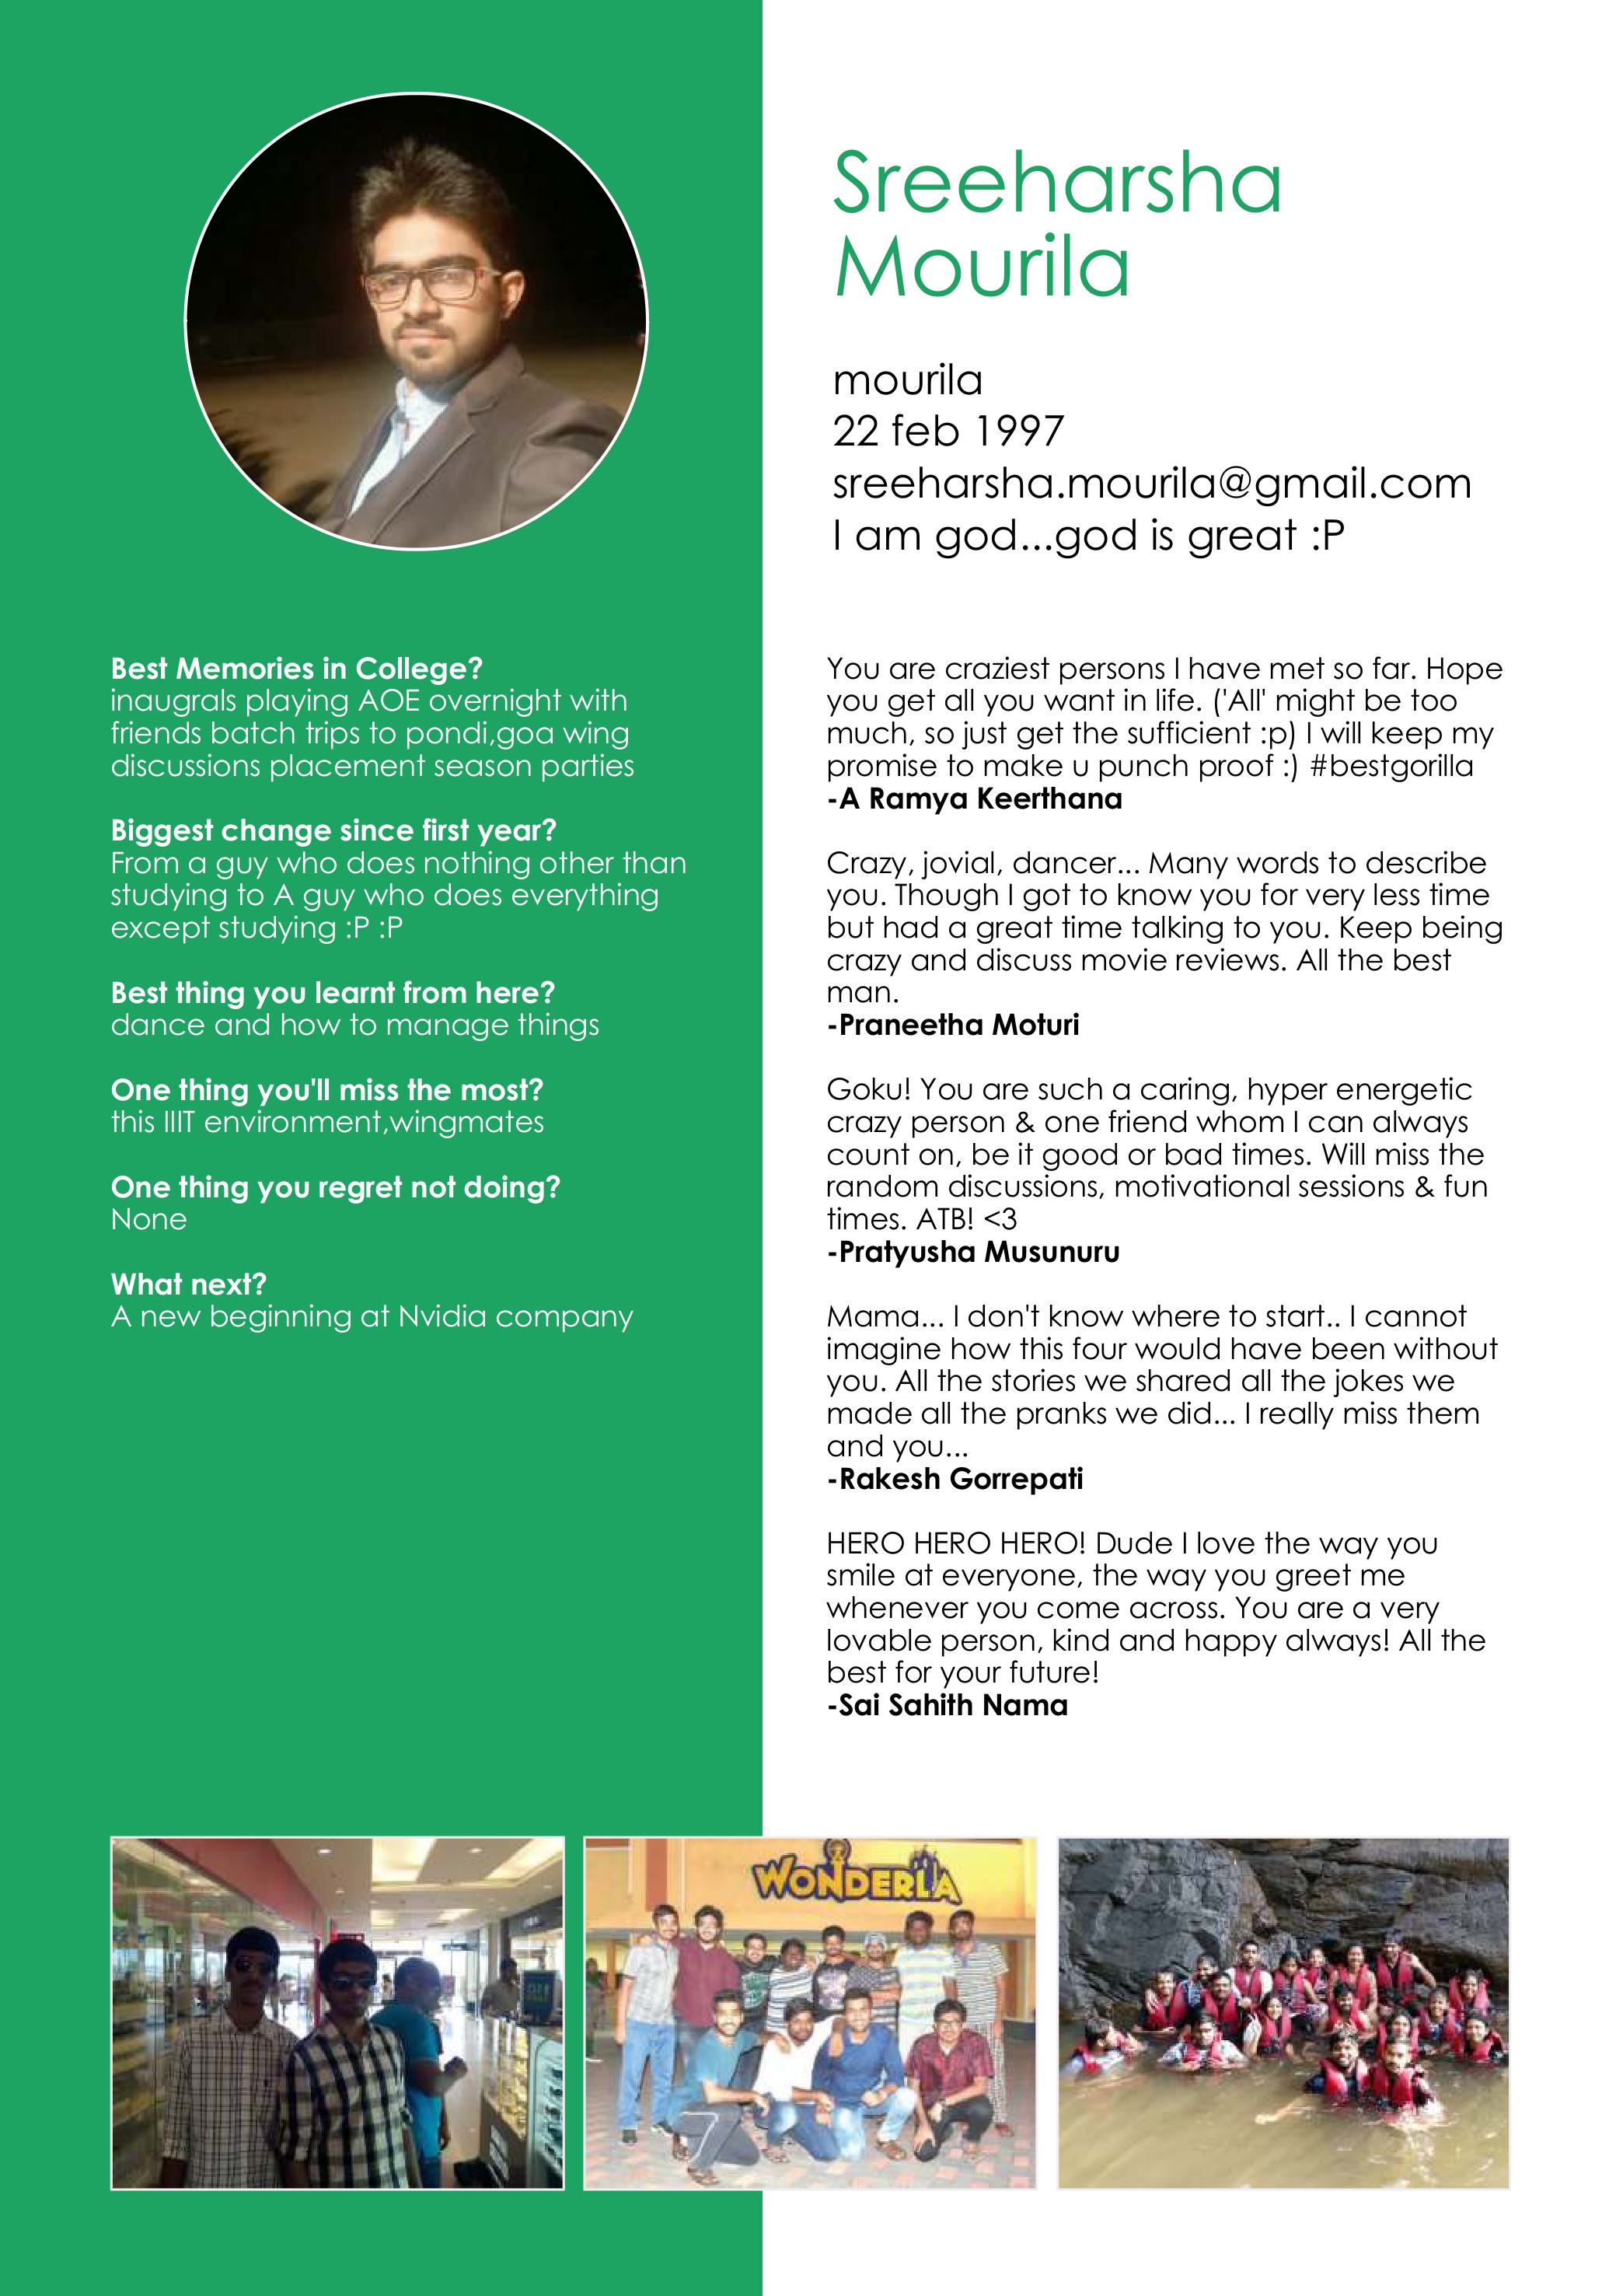 Sreeharsha
Mourila
mourila
22 feb 1997
sreeharsha.mourila@gmail.com
I am god...god is great :P
Best Memories in College?
inaugrals playing AOE overnight with
friends batch trips to pondi,goa wing
discussions placement season parties
Biggest change since first year?
From a guy who does nothing other than
studying to A guy who does everything
except studying :P :P
Best thing you learnt from here?
dance and how to manage things
One thing you'll miss the most?
this IIIT environment,wingmates
One thing you regret not doing?
None
What next?
A new beginning at Nvidia company
You are craziest persons I have met so far. Hope
you get all you want in life. ('All' might be too
much, so just get the sufficient :p) I will keep my
promise to make u punch proof :) #bestgorilla
-A Ramya Keerthana
Crazy, jovial, dancer... Many words to describe
you. Though I got to know you for very less time
but had a great time talking to you. Keep being
crazy and discuss movie reviews. All the best
man.
-Praneetha Moturi
Goku! You are such a caring, hyper energetic
crazy person & one friend whom I can always
count on, be it good or bad times. Will miss the
random discussions, motivational sessions & fun
times. ATB! <3
-Pratyusha Musunuru
Mama... I don't know where to start.. I cannot
imagine how this four would have been without
you. All the stories we shared all the jokes we
made all the pranks we did... I really miss them
and you...
-Rakesh Gorrepati
HERO HERO HERO! Dude I love the way you
smile at everyone, the way you greet me
whenever you come across. You are a very
lovable person, kind and happy always! All the
best for your future!
-Sai Sahith Nama
WONDERLA